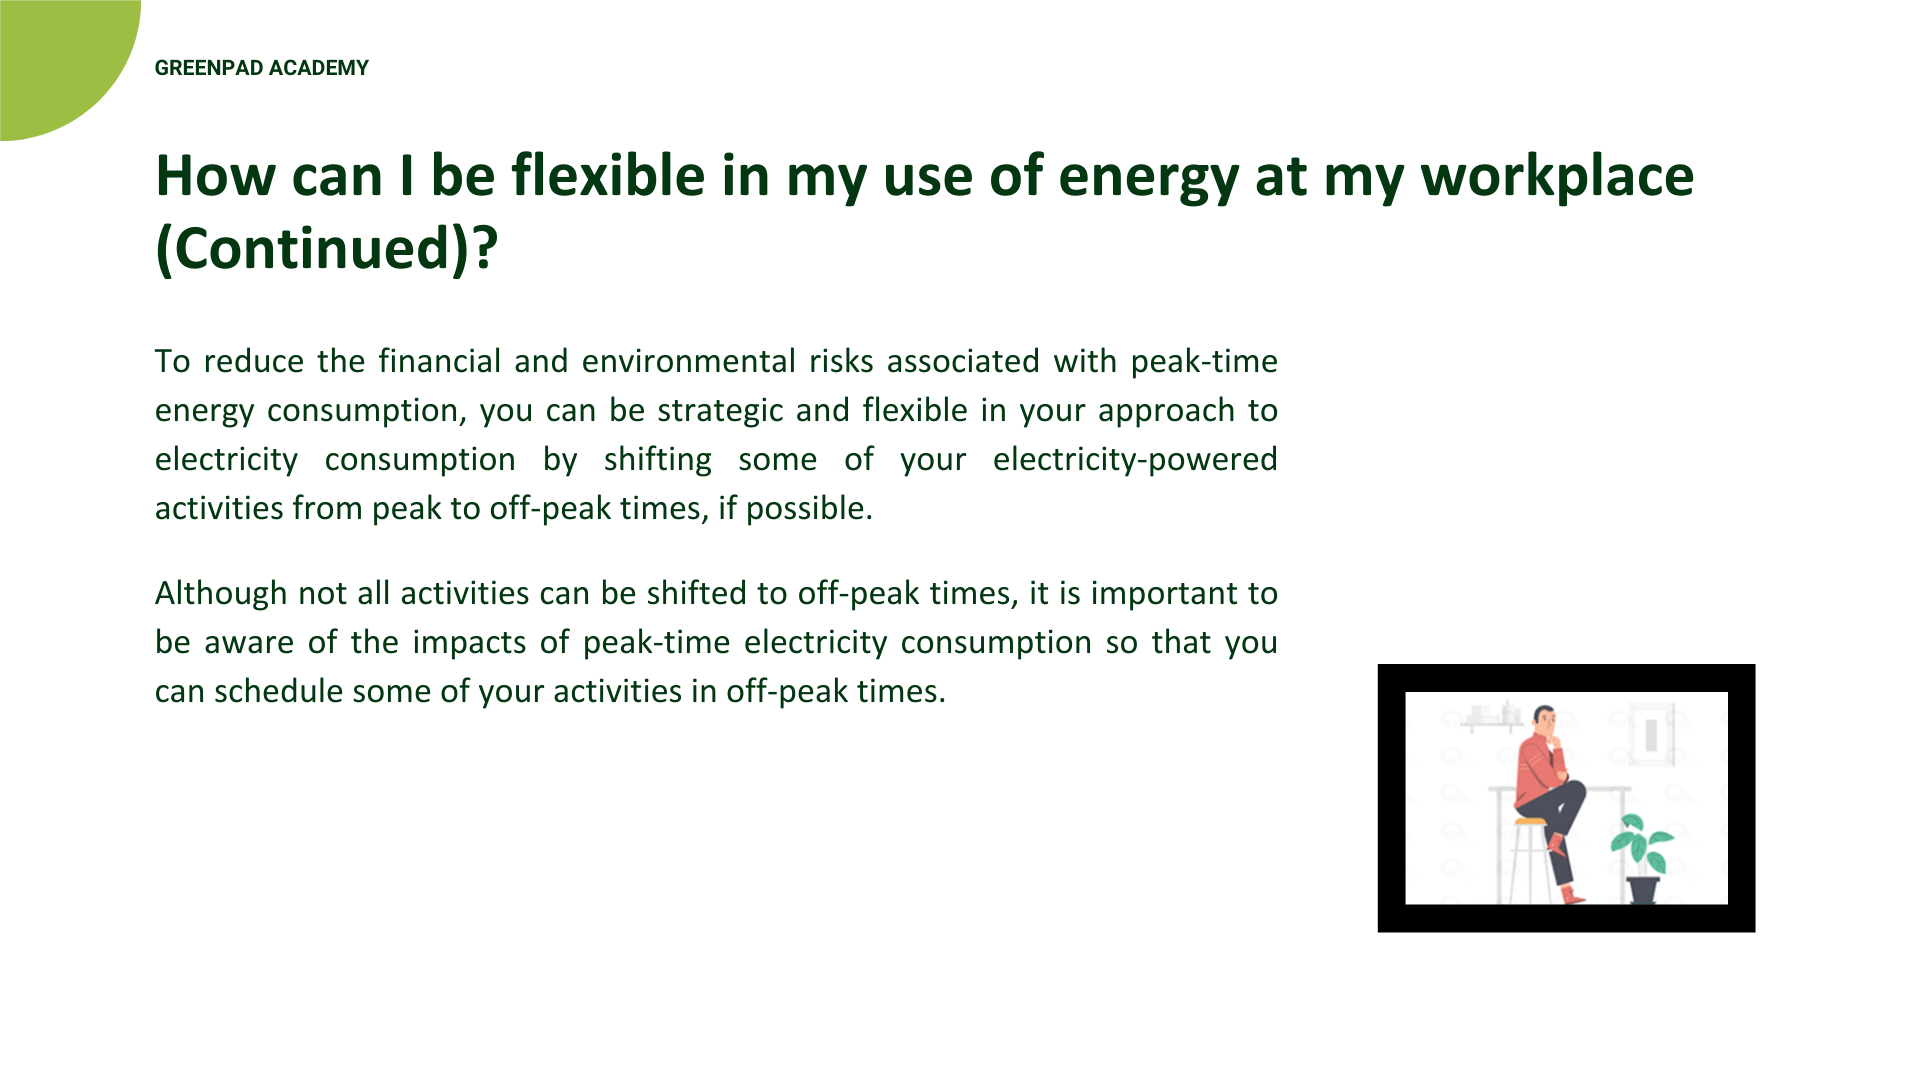 GREENPAD ACADEMY
How can I be flexible in my use of energy at my workplace
(Continued)?
To reduce the financial and environmental risks associated with peak-time
energy consumption, you can be strategic and flexible in your approach to
electricity consumption by shifting some of your electricity-powered
activities from peak to off-peak times, if possible.
Although not all activities can be shifted to off-peak times, it is important to
be aware of the impacts of peak-time electricity consumption so that you
can schedule some of your activities in off-peak times.